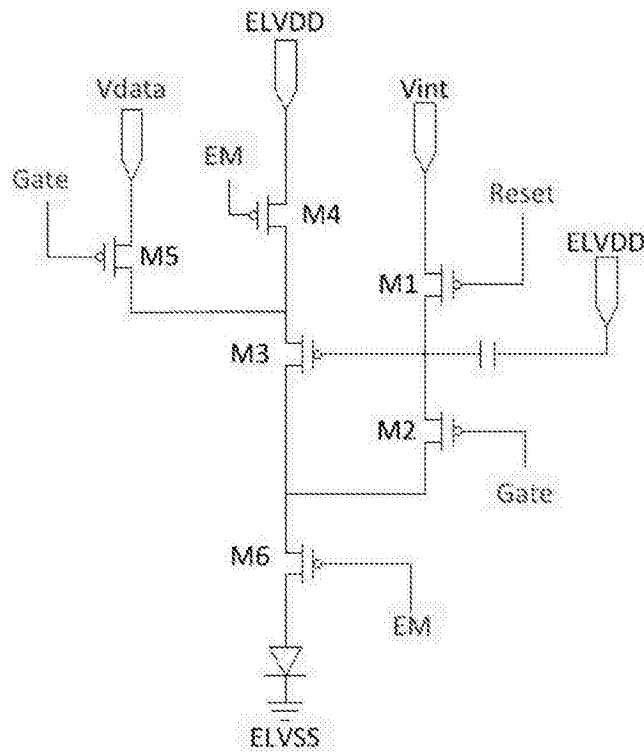 ELVDD
Vdata
Vint
EM
Gate
Reset
M4
ELVDD
M5
M1
M3
M2
Gate
M6
EM
ELVSS